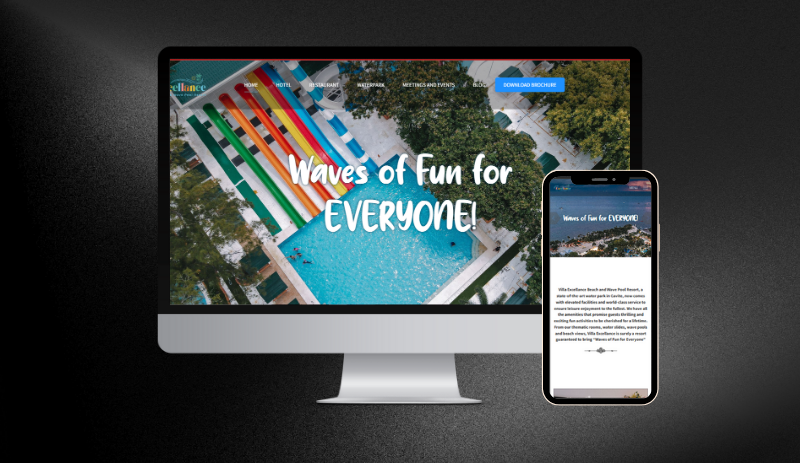 cellance
HOME HOTEL RESTAURANT WATERPARK MEETINGS AND EVENTS DOWNLOAD BROCHURE
Waves of Fun for
EVERYONE!
Waves of Fun for EVERYONE!
Villa Excellance Beach and Wave Pool Resort, a
state-of-the-art water park in Cavite, now comes
with elevated facilities and world-class service to
ensure leisure enjoyment to the fullest. We have all
the amenities that promise guests thrilling and
exciting fun activities to be cherished for a lifetime.
From our thematic rooms, water slides, wave pools
and beach views, Villa Excellance is surely a resort
guaranteed to bring "Waves of Fun for Everyone"